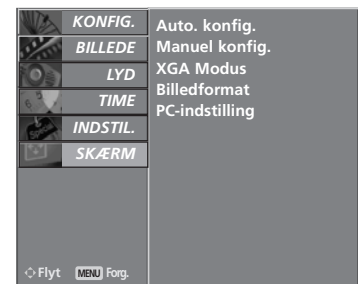 KONFIG.
BILLEDE
LYD
TIME
INDSTIL.
SKÆRM
Flyt MENU Forg.
Auto. konfig.
Manuel konfig.
XGA Modus
Billedformat
PC-indstilling